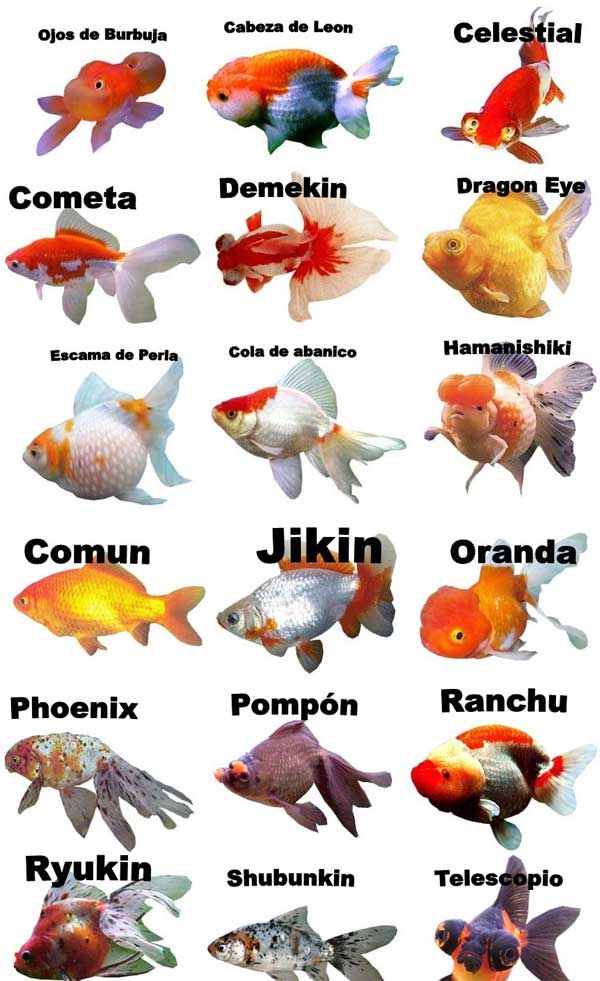 Ojos de Burbuja
Cabeza de Leon
Celestial
Cometa
Demekin
Dragon Eye
Escama de Perla
Cola de abanico
Hamanishiki
Comun
Jikin
Oranda
Phoenix
Pompón
Ranchu
Ryukin
Shubunkin
Telescopio